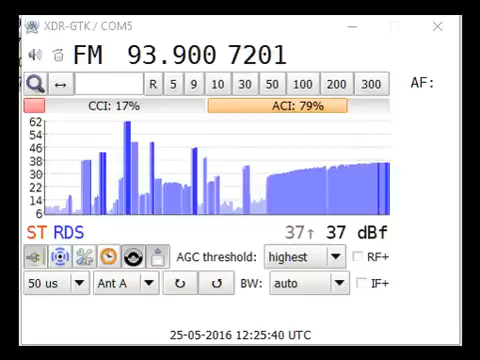 XDR-GTK / COM5
FM 93.900 7201
R 5 9 10 30 50 100 200 300 AF:
CCI: 17% ACI: 79%
62
54
46
38
30
22
14
6
ST RDS 37↑ 37 dBf
AGC threshold: highest RF+
50 us Ant A ↻ ↺ BW: auto IF+
25-05-2016 12:25:40 UTC